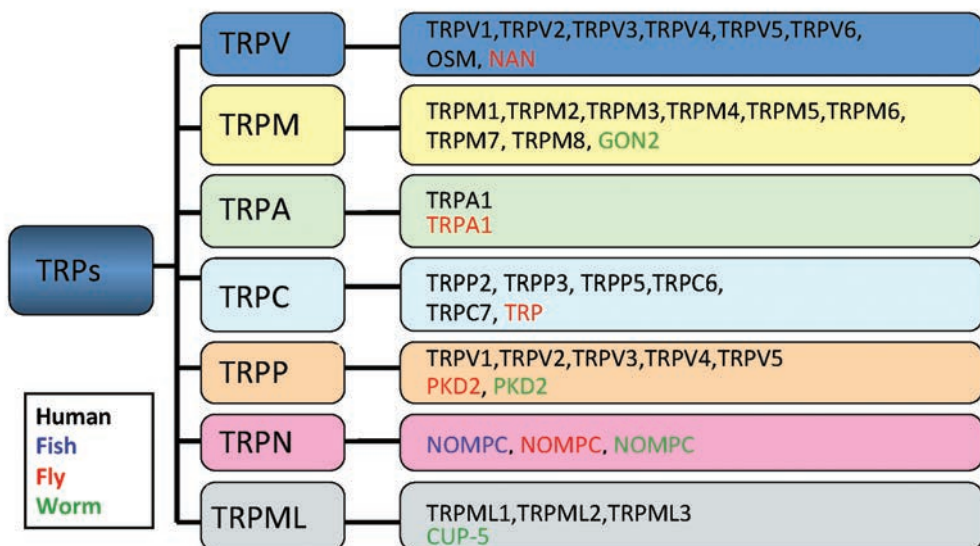 TRPs
TRPV
TRPV1,TRPV2,TRPV3,TRPV4,TRPV5,TRPV6,
OSM, NAN
TRPM
TRPM1,TRPM2,TRPM3,TRPM4,TRPM5,TRPM6,
TRPM7, TRPM8, GON2
TRPA
TRPA1
TRPA1
TRPC
TRPP2, TRPP3, TRPP5,TRPC6,
TRPC7, TRP
TRPP
TRPV1,TRPV2,TRPV3,TRPV4,TRPV5
PKD2, PKD2
TRPN
NOMPC, NOMPC, NOMPC
TRPML
TRPML1,TRPML2,TRPML3
CUP-5
Human
Fish
Fly
Worm